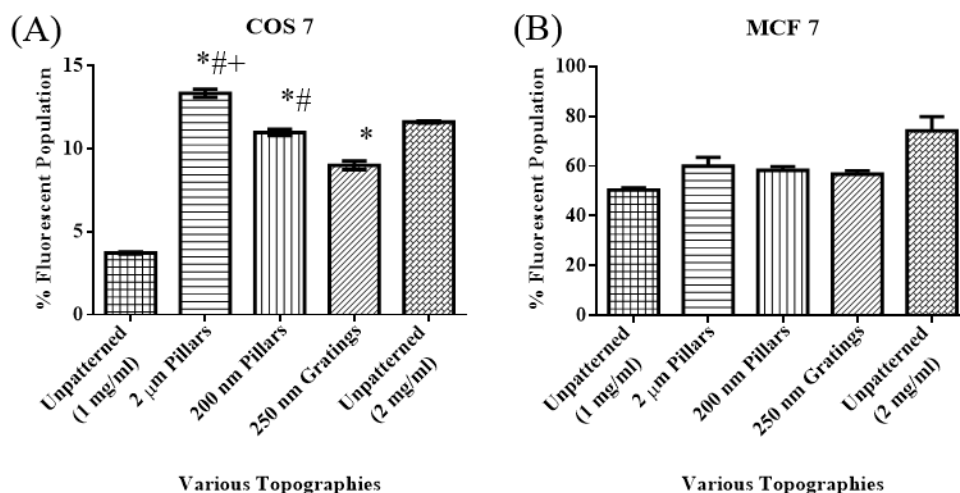 (A)
COS 7
% Fluorescent Population
15
10
5
0
*#+
*#
*
Unpatterned
(1 mg/ml)
2 μm Pillars
200 nm Pillars
250 nm Gratings
Unpatterned
(2 mg/ml)
Various Topographies
(B)
MCF 7
% Fluorescent Population
100
80
60
40
20
0
Unpatterned
(1 mg/ml)
2 μm Pillars
200 nm Pillars
250 nm Gratings
Unpatterned
(2 mg/ml)
Various Topographies